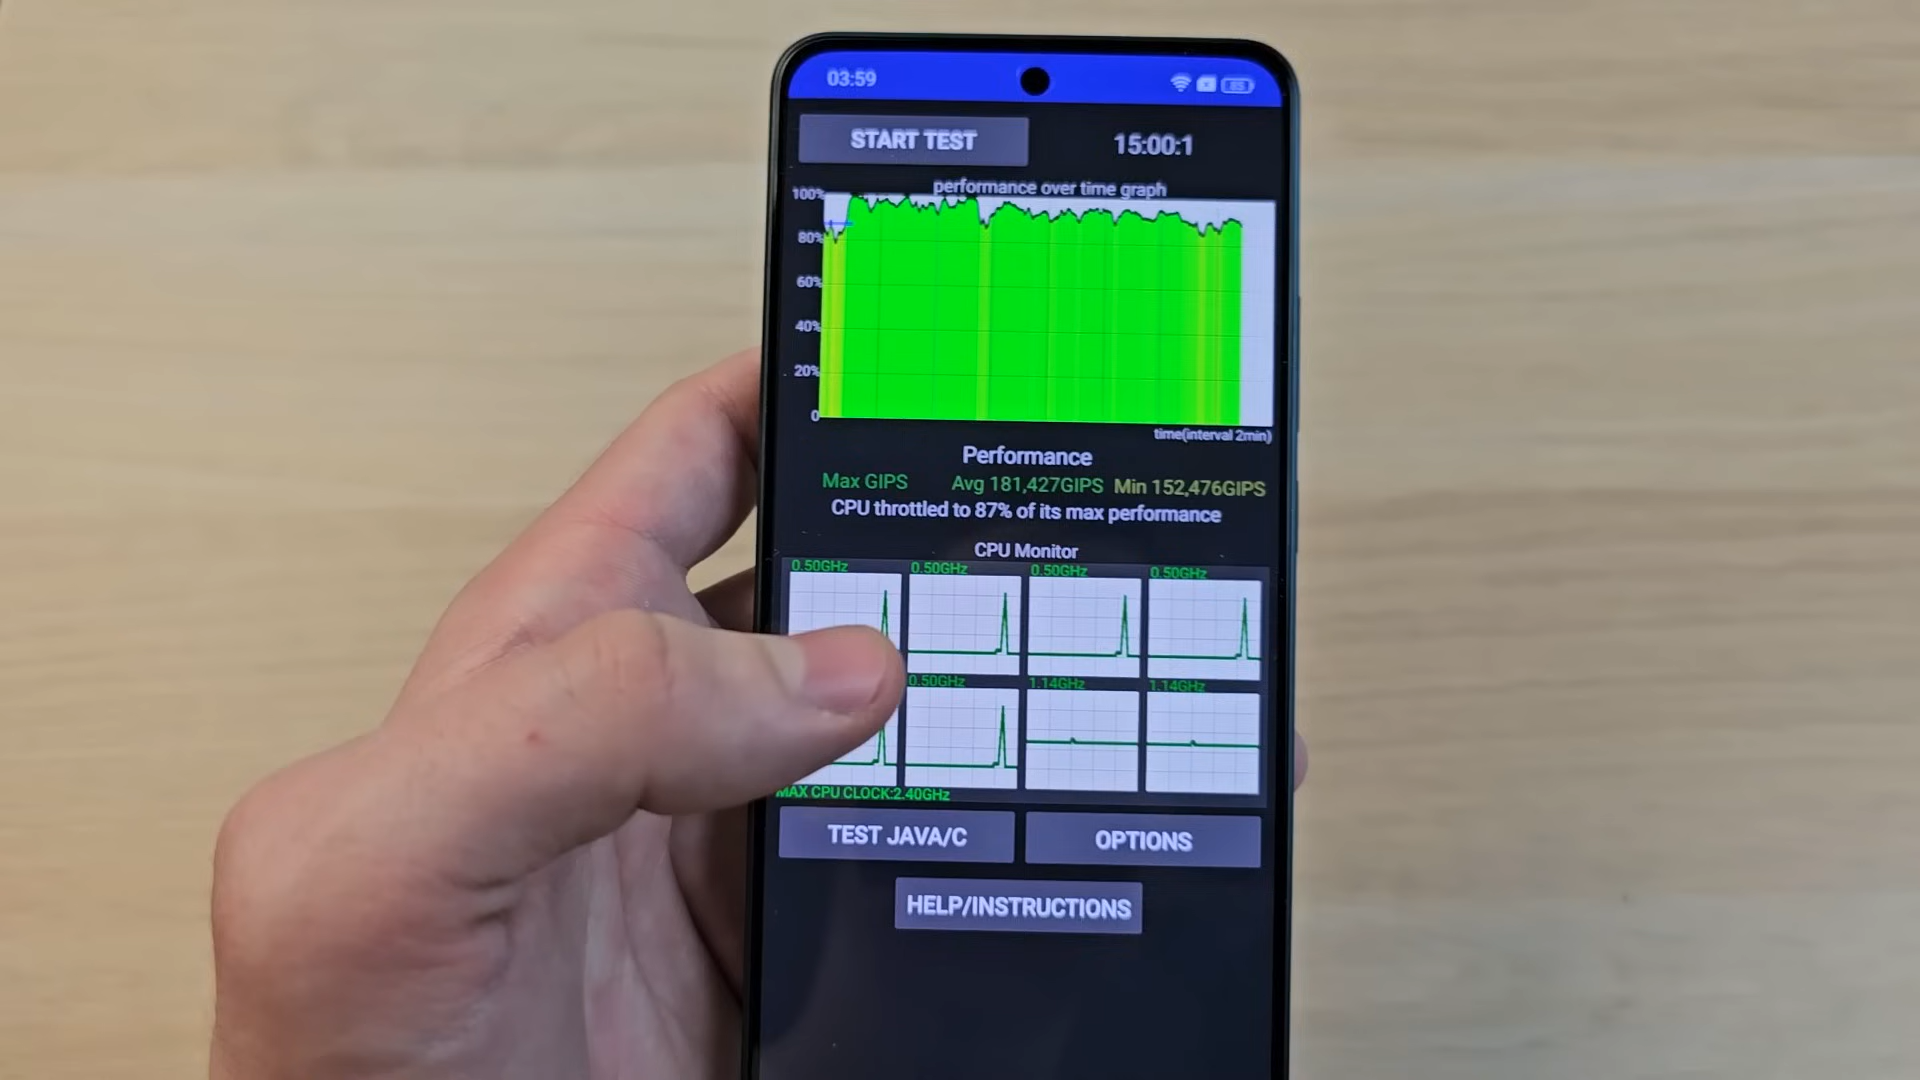 03:59
85
START TEST
15:00:1
performance over time graph
100%
80%
60%
40%
20%
0
time(interval 2min)
Performance
Max GIPS Avg 181,427GIPS Min 152,476GIPS
CPU throttled to 87% of its max performance
CPU Monitor
0.50GHz 0.50GHz 0.50GHz 0.50GHz
0.50GHz 1.14GHz 1.14GHz
MAX CPU CLOCK:2.40GHz
TEST JAVA/C
OPTIONS
HELP/INSTRUCTIONS